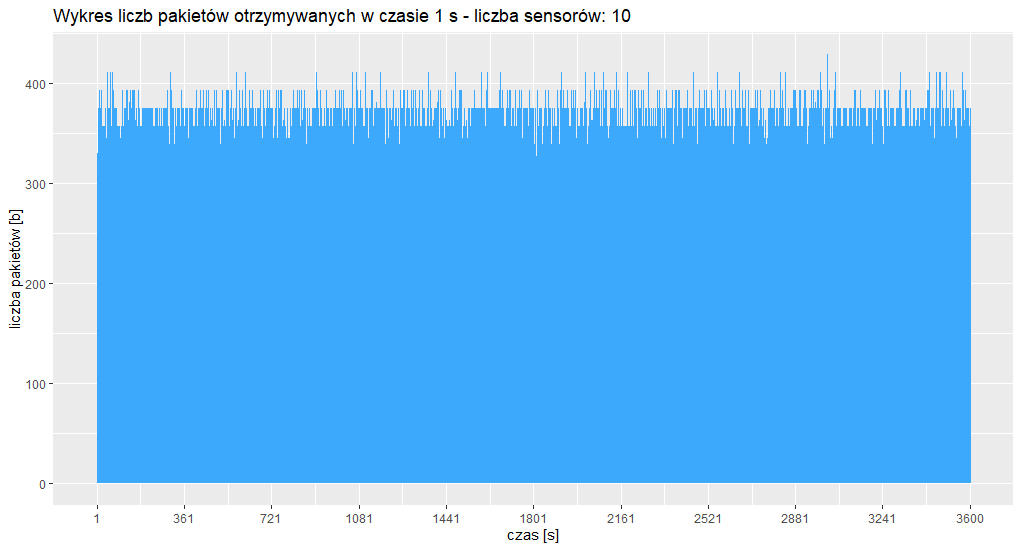 Wykres liczb pakietów otrzymywanych w czasie 1 s - liczba sensorów: 10
liczba pakietów [b]
400
300
200
100
0
1 361 721 1081 1441 1801 2161 2521 2881 3241 3600
czas [s]